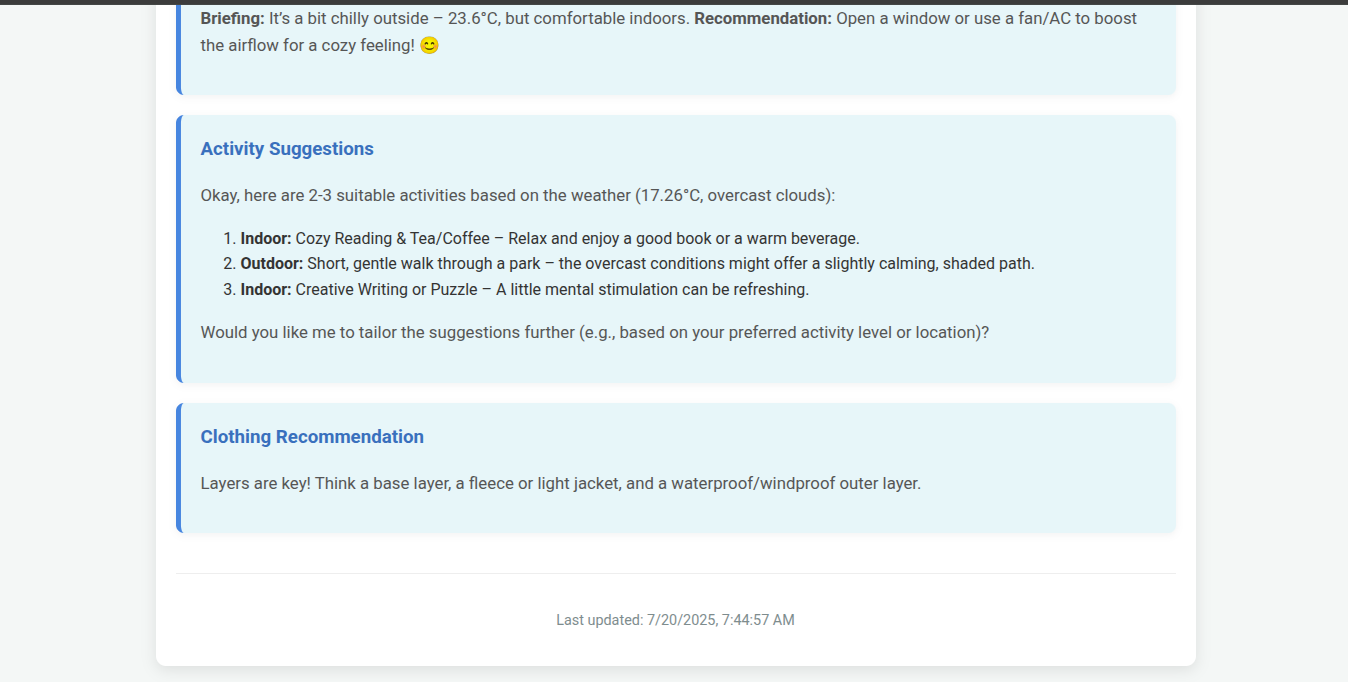 Briefing: It’s a bit chilly outside – 23.6°C, but comfortable indoors. Recommendation: Open a window or use a fan/AC to boost
the airflow for a cozy feeling! 😊
Activity Suggestions
Okay, here are 2-3 suitable activities based on the weather (17.26°C, overcast clouds):
1. Indoor: Cozy Reading & Tea/Coffee – Relax and enjoy a good book or a warm beverage.
2. Outdoor: Short, gentle walk through a park – the overcast conditions might offer a slightly calming, shaded path.
3. Indoor: Creative Writing or Puzzle – A little mental stimulation can be refreshing.
Would you like me to tailor the suggestions further (e.g., based on your preferred activity level or location)?
Clothing Recommendation
Layers are key! Think a base layer, a fleece or light jacket, and a waterproof/windproof outer layer.
Last updated: 7/20/2025, 7:44:57 AM